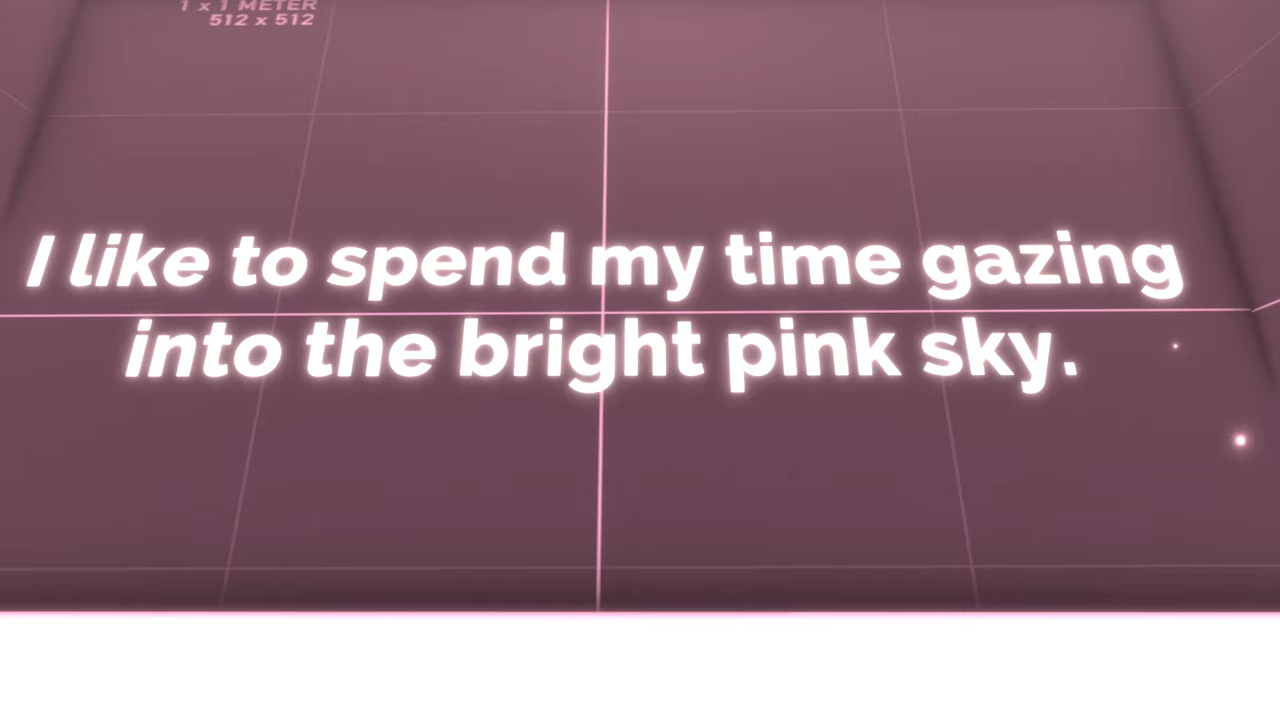 1 x 1 METER
512 x 512
I like to spend my time gazing
into the bright pink sky.